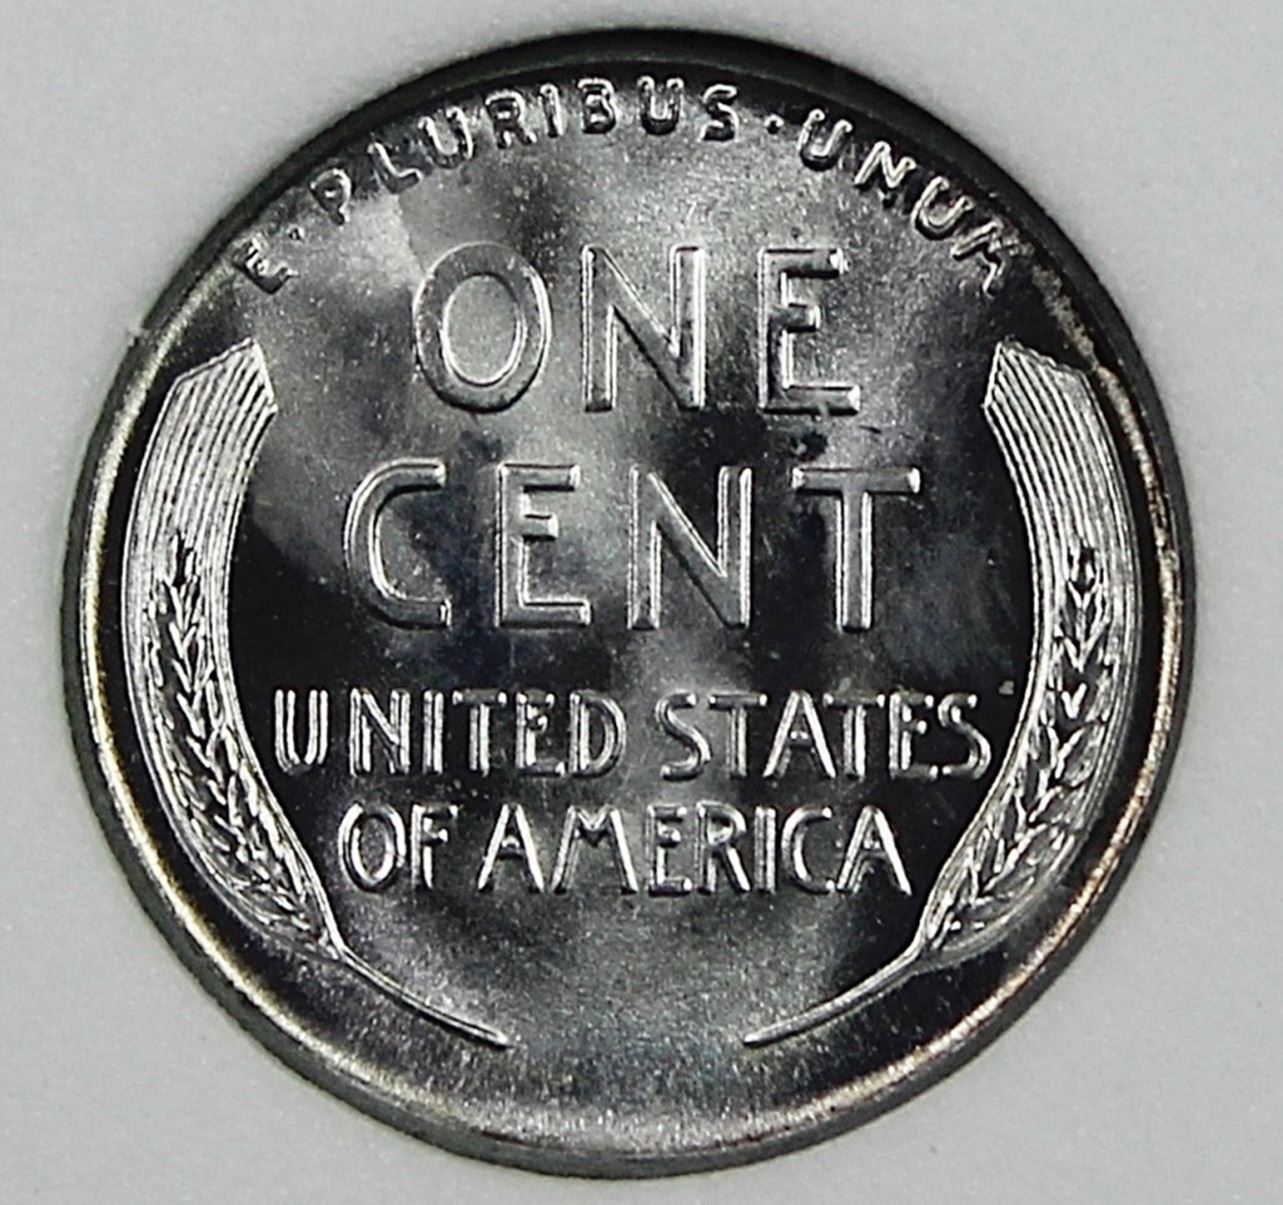 E · PLURIBUS · UNUM
ONE
CENT
UNITED STATES
OF AMERICA